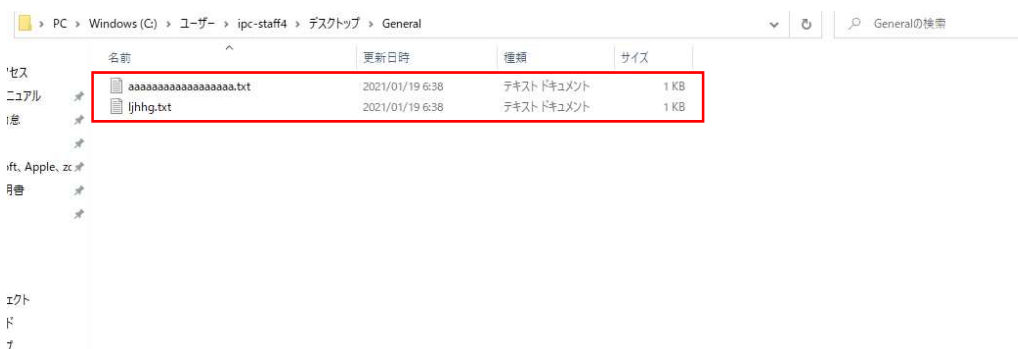 PC > Windows (C:) > ユーザー > ipc-staff4 > デスクトップ > General
Generalの検索
名前 更新日時 種類 サイズ
aaaaaaaaaaaaaaaaaa.txt 2021/01/19 6:38 テキスト ドキュメント 1 KB
ljhhg.txt 2021/01/19 6:38 テキスト ドキュメント 1 KB
セス
ニュアル
息
oft、Apple、zc
明書
ェクト
ド
プ